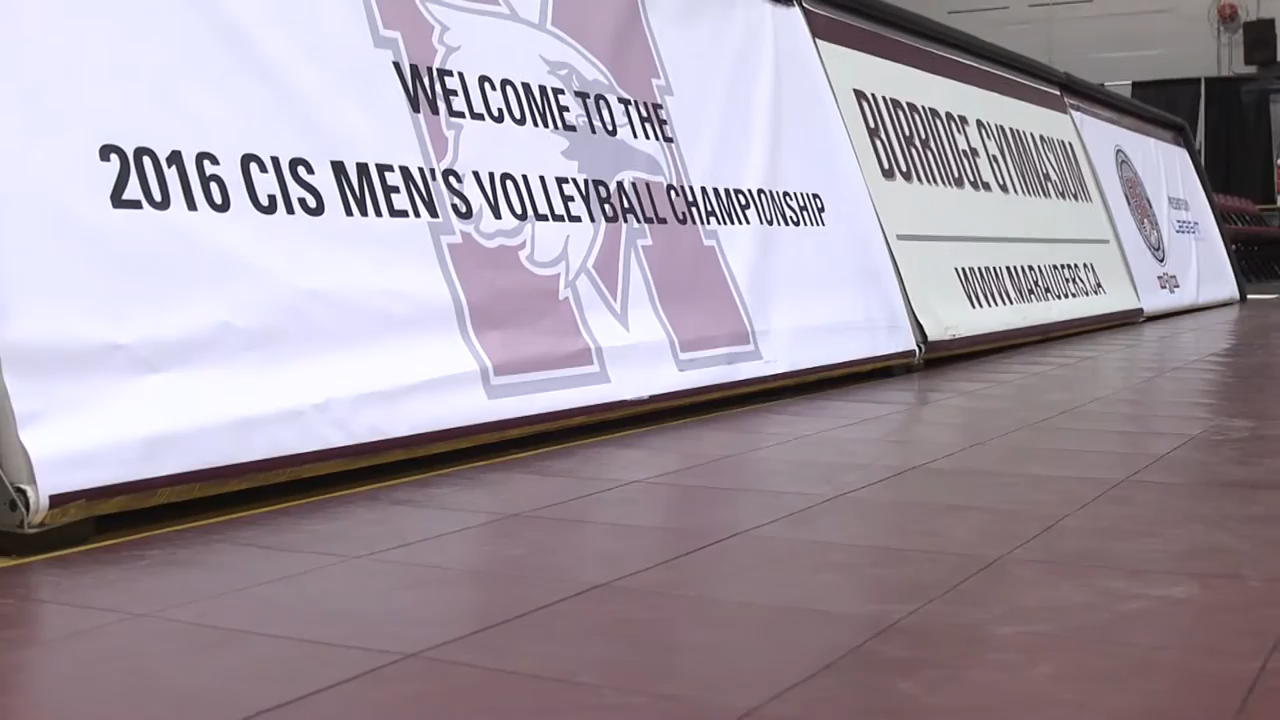 WELCOME TO THE
2016 CIS MEN'S VOLLEYBALL CHAMPIONSHIP
BURRIDGE GYMNASIUM
WWW.MARAUDERS.CA